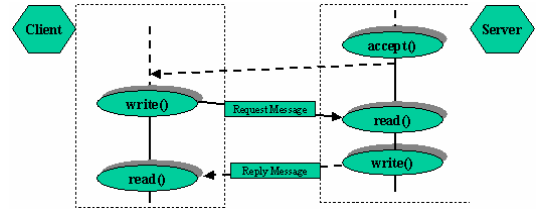 Client
Server
accept()
write()
Request Message
read()
write()
Reply Message
read()